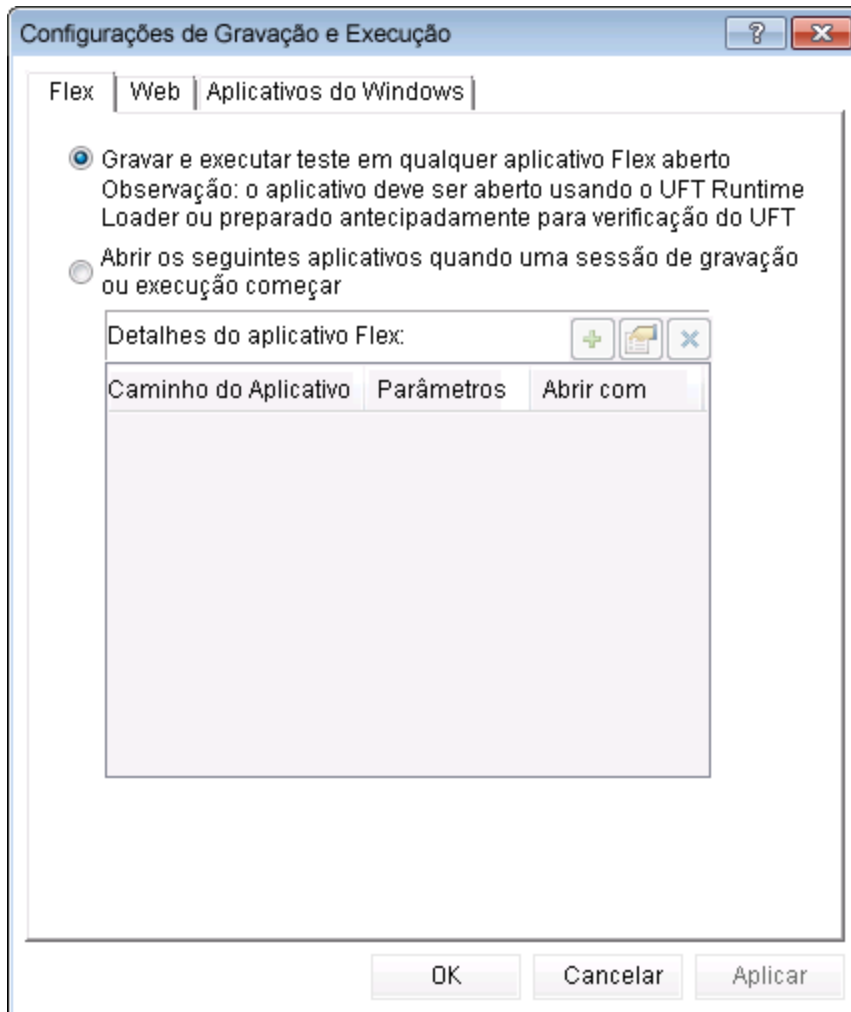 Configurações de Gravação e Execução
Flex
Web
Aplicativos do Windows
Gravar e executar teste em qualquer aplicativo Flex aberto
Observação: o aplicativo deve ser aberto usando o UFT Runtime
Loader ou preparado antecipadamente para verificação do UFT
Abrir os seguintes aplicativos quando uma sessão de gravação
ou execução começar
Detalhes do aplicativo Flex:
Caminho do Aplicativo
Parâmetros
Abrir com
OK
Cancelar
Aplicar